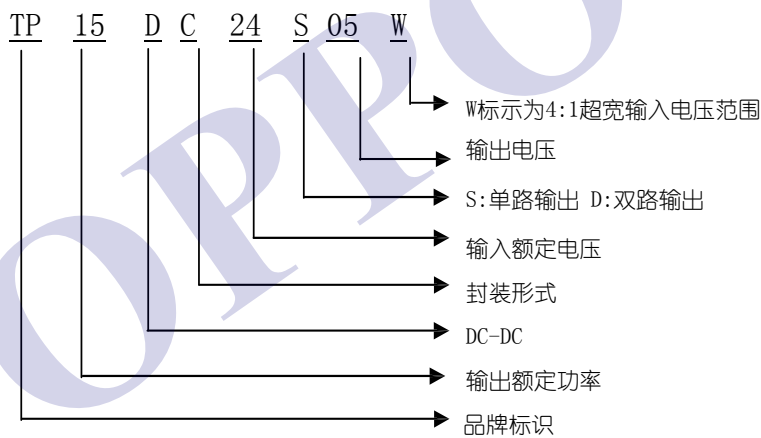 TP 15 D C 24 S 05 W
W标示为4:1超宽输入电压范围
输出电压
S:单路输出 D:双路输出
输入额定电压
封装形式
DC-DC
输出额定功率
品牌标识
OPPO